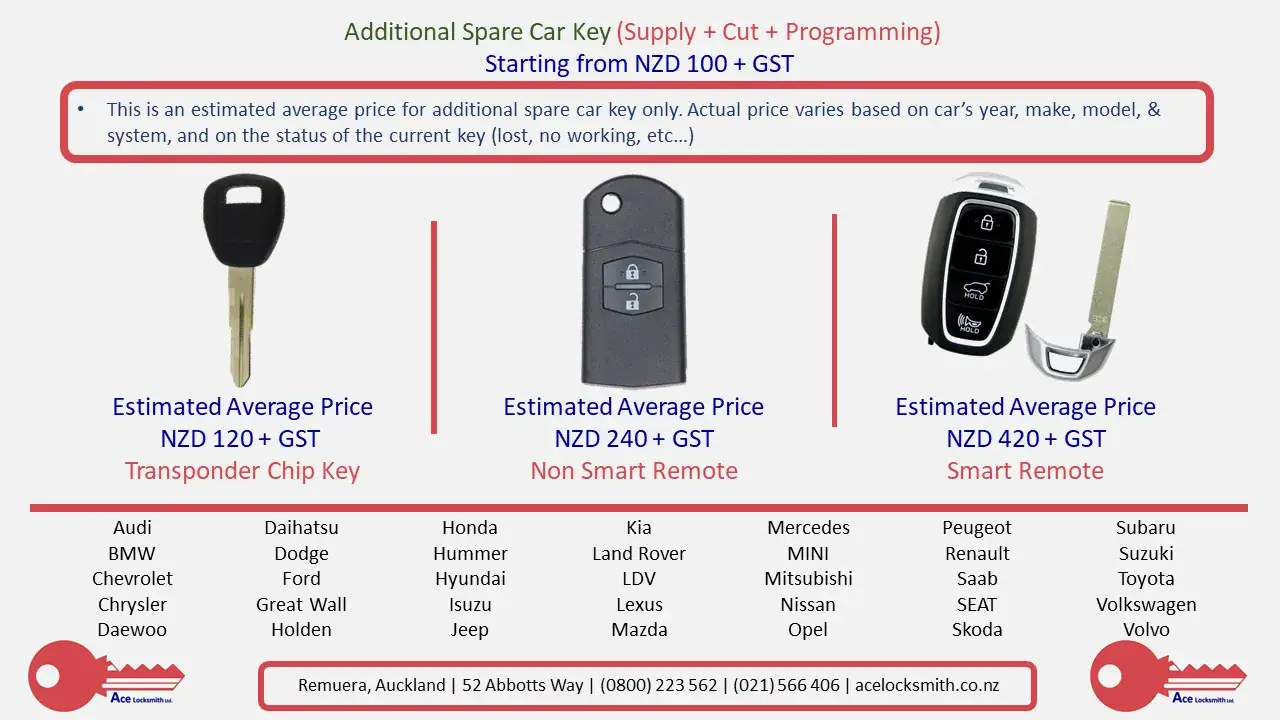 Additional Spare Car Key (Supply + Cut + Programming)
Starting from NZD 100 + GST
• This is an estimated average price for additional spare car key only. Actual price varies based on car's year, make, model, &
system, and on the status of the current key (lost, no working, etc...)
HOLD
HOLD
Estimated Average Price
NZD 120 + GST
Transponder Chip Key
Estimated Average Price
NZD 240 + GST
Non Smart Remote
Estimated Average Price
NZD 420 + GST
Smart Remote
Audi Daihatsu Honda Kia Mercedes Peugeot Subaru
BMW Dodge Hummer Land Rover MINI Renault Suzuki
Chevrolet Ford Hyundai LDV Mitsubishi Saab Toyota
Chrysler Great Wall Isuzu Lexus Nissan SEAT Volkswagen
Daewoo Holden Jeep Mazda Opel Skoda Volvo
Ace Locksmith Ltd.
Remuera, Auckland | 52 Abbotts Way | (0800) 223 562 | (021) 566 406 | acelocksmith.co.nz
Ace Locksmith Ltd.